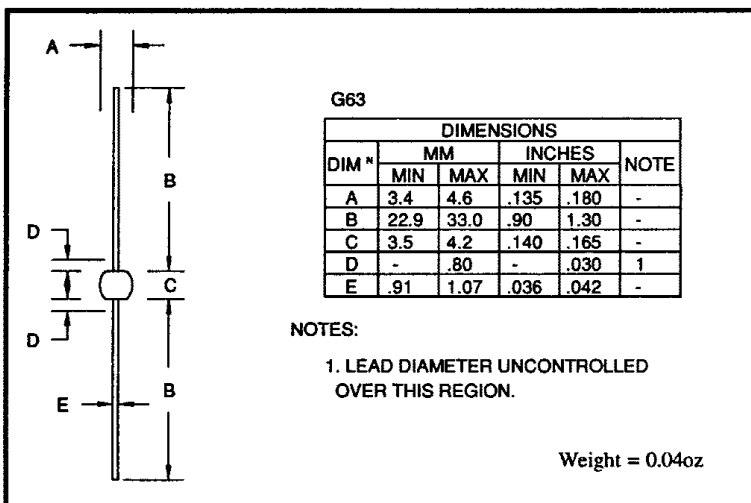 A
B
D
C
D
E
B
G63
DIMENSIONS
DIM ᴺ MM INCHES NOTE
MIN MAX MIN MAX
A 3.4 4.6 .135 .180 -
B 22.9 33.0 .90 1.30 -
C 3.5 4.2 .140 .165 -
D - .80 - .030 1
E .91 1.07 .036 .042 -
NOTES:
1. LEAD DIAMETER UNCONTROLLED
OVER THIS REGION.
Weight = 0.04oz